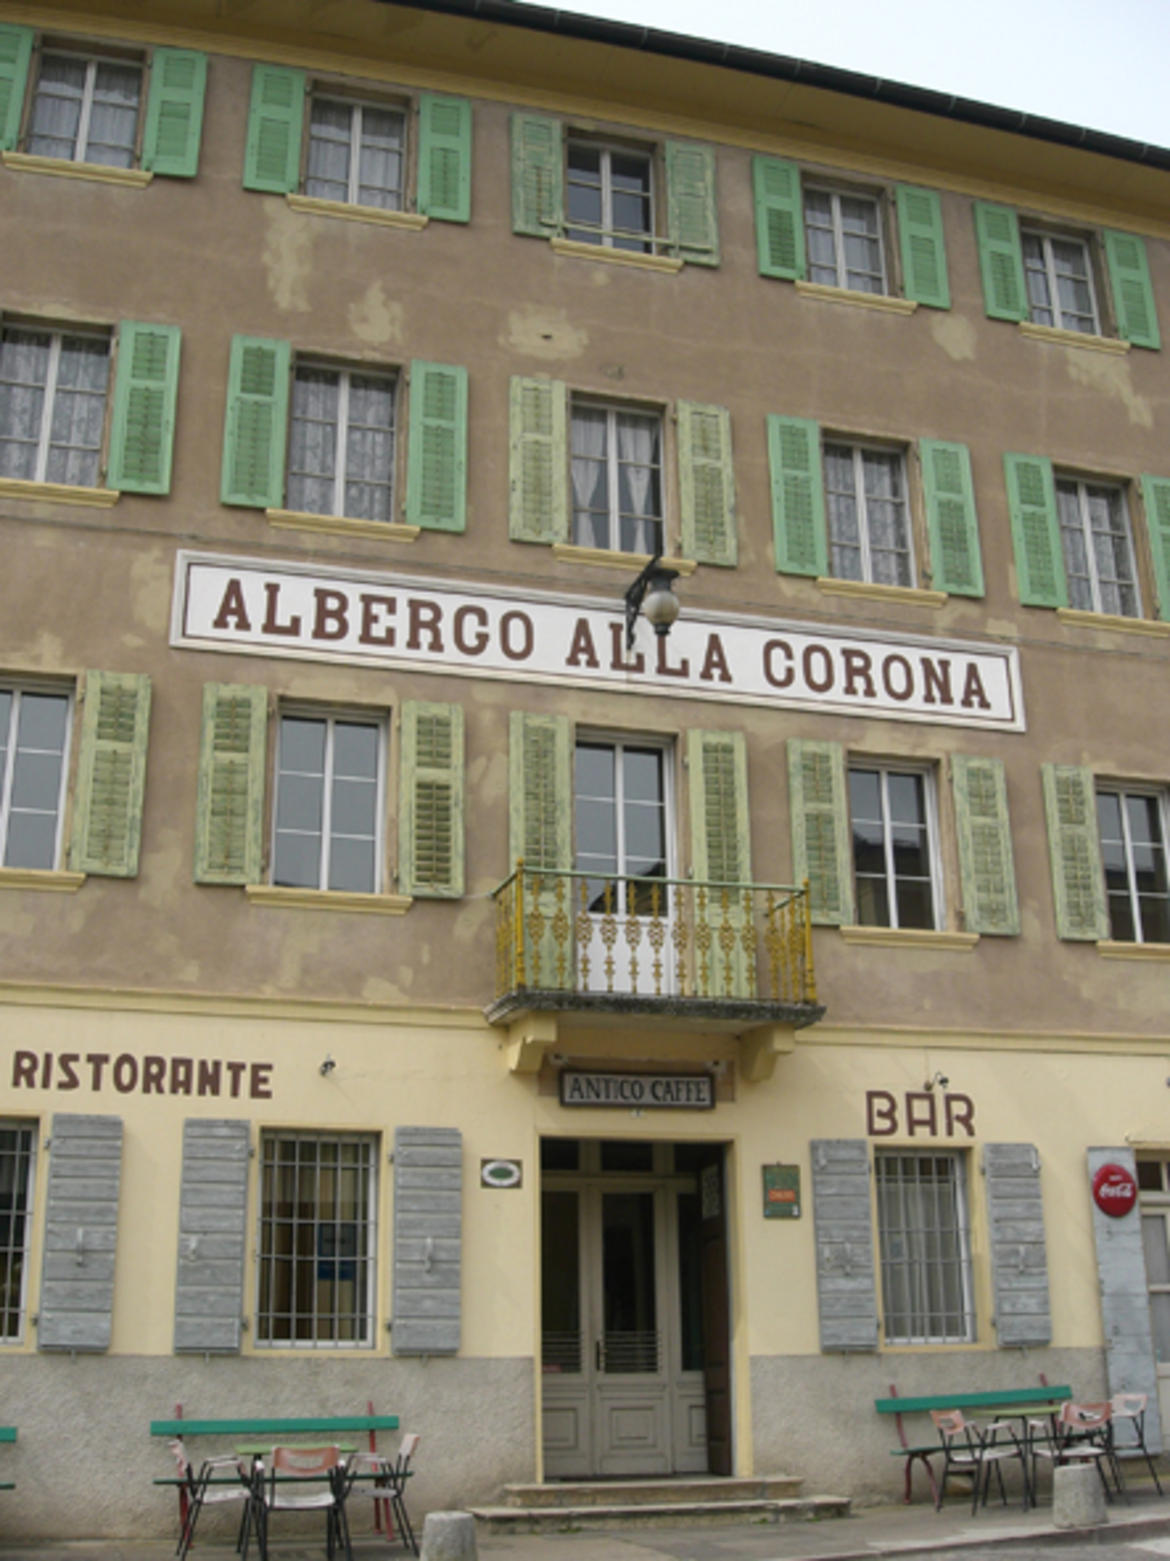 ALBERGO ALLA CORONA
RISTORANTE
ANTICO CAFFE
BAR
Coca-Cola